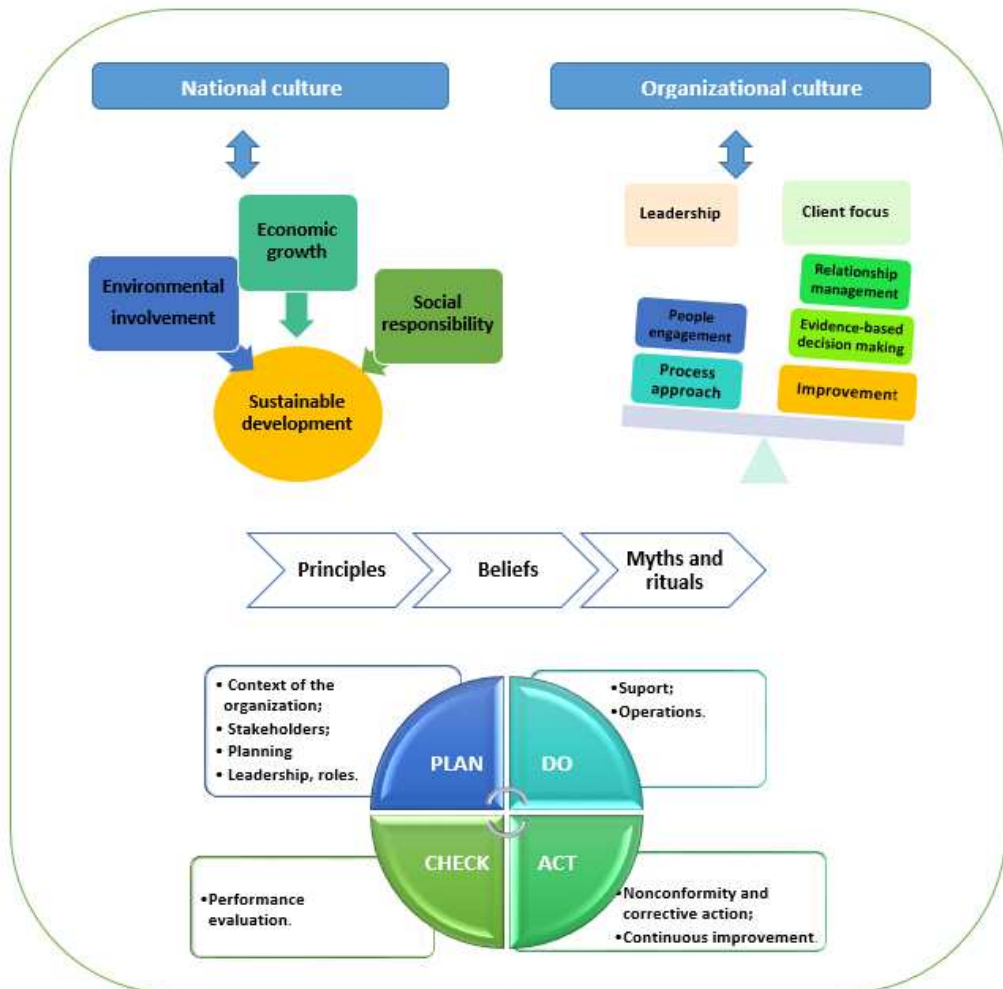 National culture
Organizational culture
Economic
growth
Environmental
involvement
Social
responsibility
Sustainable
development
Leadership
Client focus
Relationship
management
People
engagement
Evidence-based
decision making
Process
approach
Improvement
Principles
Beliefs
Myths and
rituals
• Context of the
organization;
• Stakeholders;
• Planning
• Leadership, roles.
PLAN
DO
•Suport;
•Operations.
CHECK
ACT
•Performance
evaluation.
•Nonconformity and
corrective action;
•Continuous improvement.